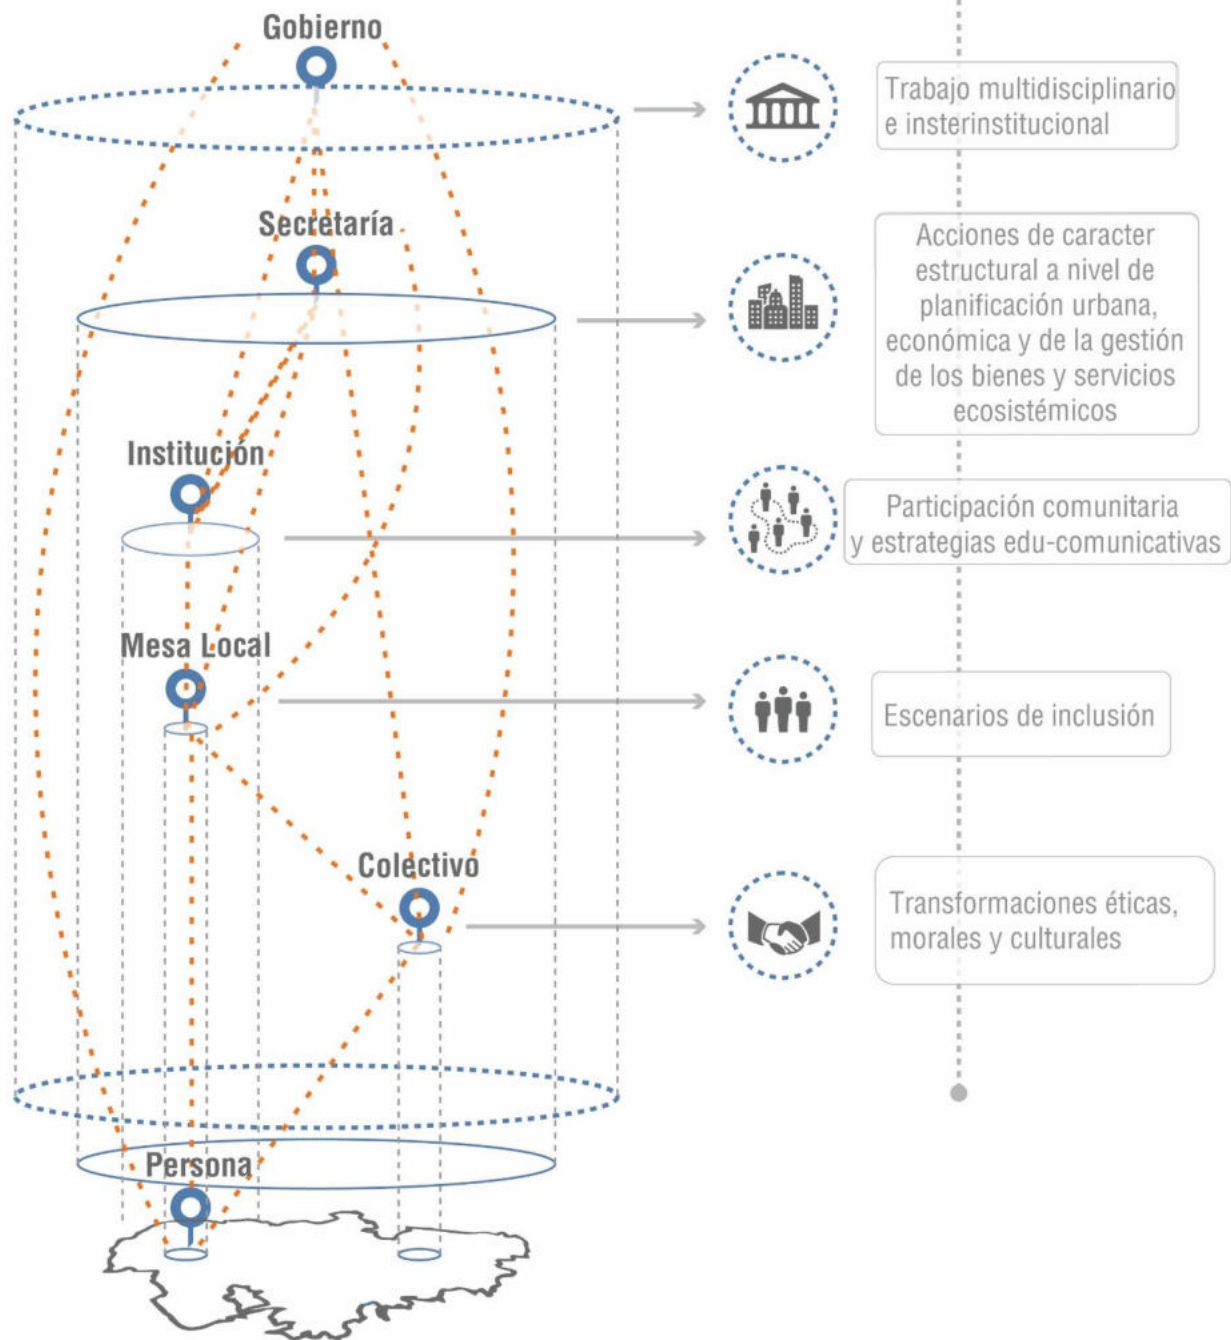 Gobierno
Trabajo multidisciplinario
e insterinstitucional
Secretaría
Acciones de caracter
estructural a nivel de
planificación urbana,
económica y de la gestión
de los bienes y servicios
ecosistémicos
Institución
Participación comunitaria
y estrategias edu-comunicativas
Mesa Local
Escenarios de inclusión
Colectivo
Transformaciones éticas,
morales y culturales
Persona